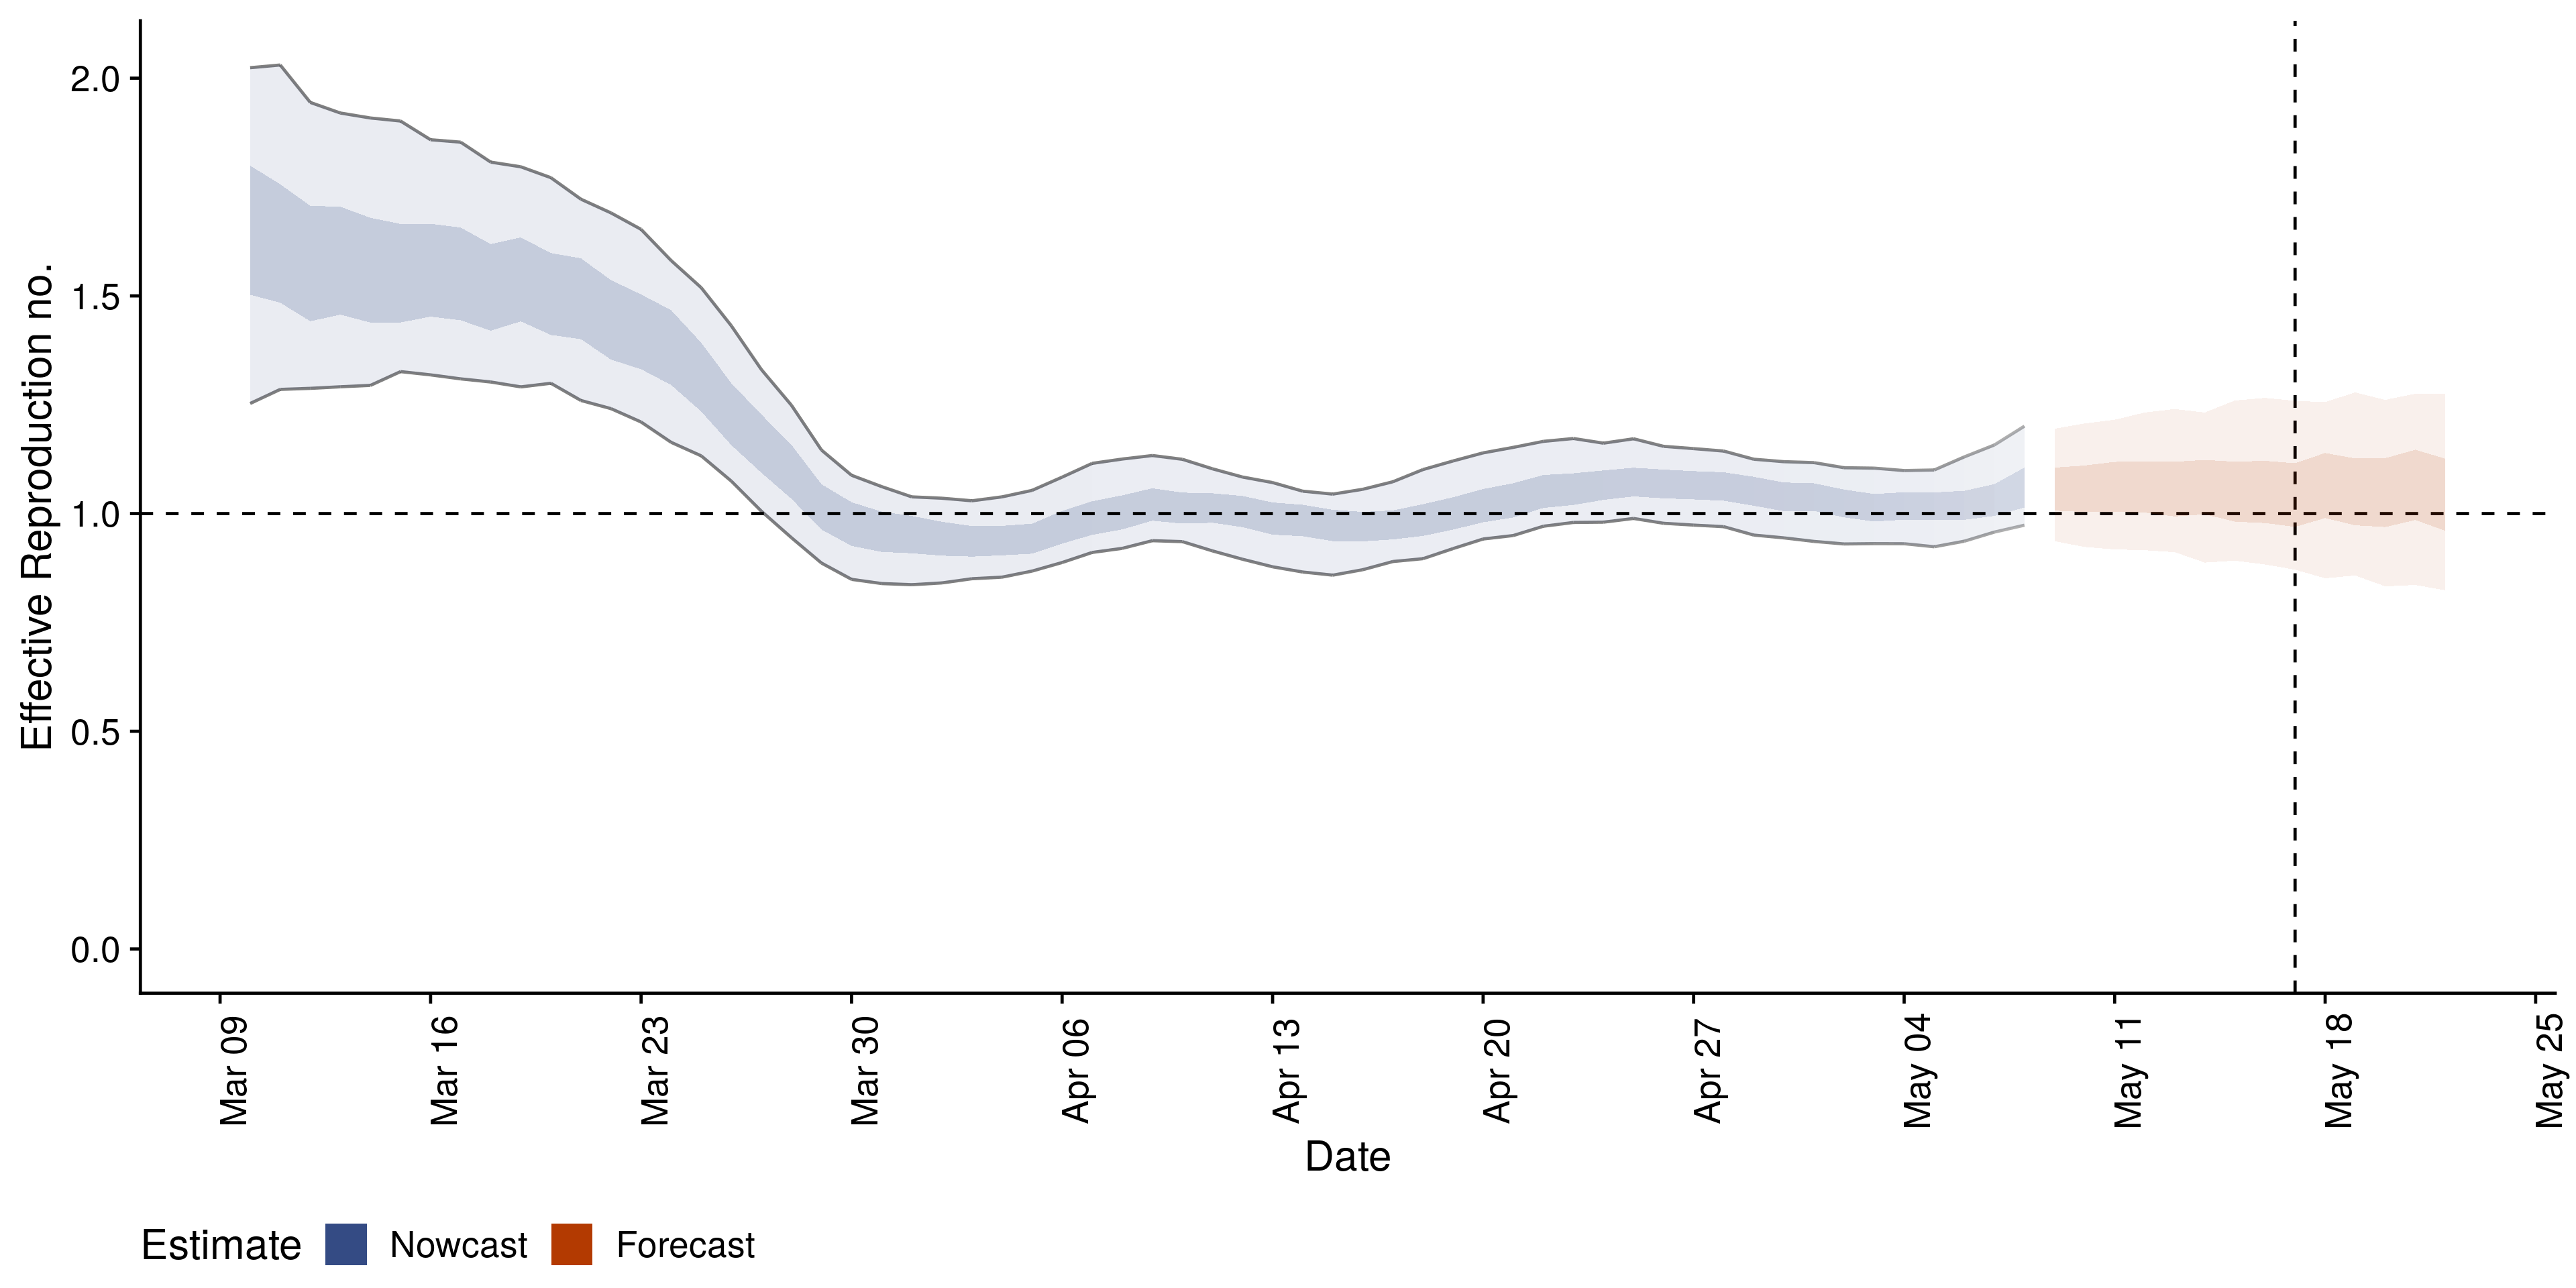 Effective Reproduction no.
2.0
1.5
1.0
0.5
0.0
Mar 09
Mar 16
Mar 23
Mar 30
Apr 06
Apr 13
Apr 20
Apr 27
May 04
May 11
May 18
May 25
Date
Estimate Nowcast Forecast